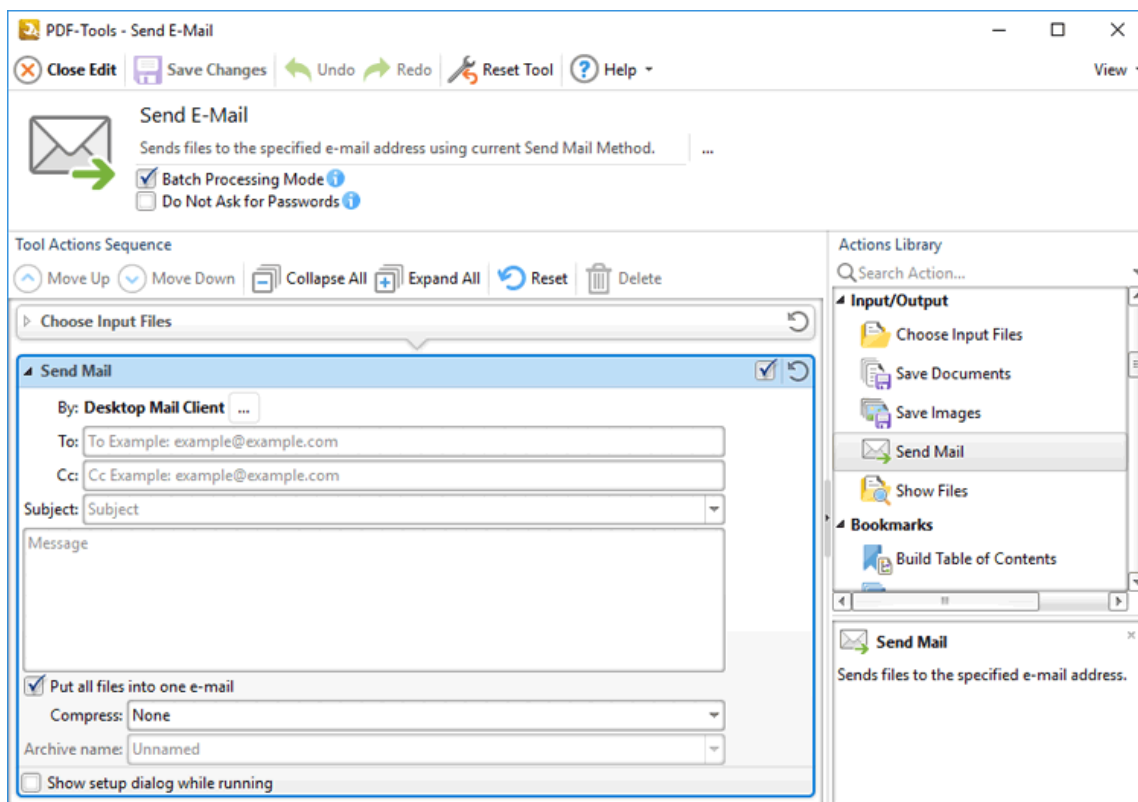 PDF-Tools - Send E-Mail
Close Edit Save Changes Undo Redo Reset Tool Help View
Send E-Mail
Sends files to the specified e-mail address using current Send Mail Method. ...
Batch Processing Mode
Do Not Ask for Passwords
Tool Actions Sequence
Move Up Move Down Collapse All Expand All Reset Delete
Choose Input Files
Send Mail
By: Desktop Mail Client ...
To: To Example: example@example.com
Cc: Cc Example: example@example.com
Subject: Subject
Message
Put all files into one e-mail
Compress: None
Archive name: Unnamed
Show setup dialog while running
Actions Library
Search Action...
Input/Output
Choose Input Files
Save Documents
Save Images
Send Mail
Show Files
Bookmarks
Build Table of Contents
Send Mail
Sends files to the specified e-mail address.